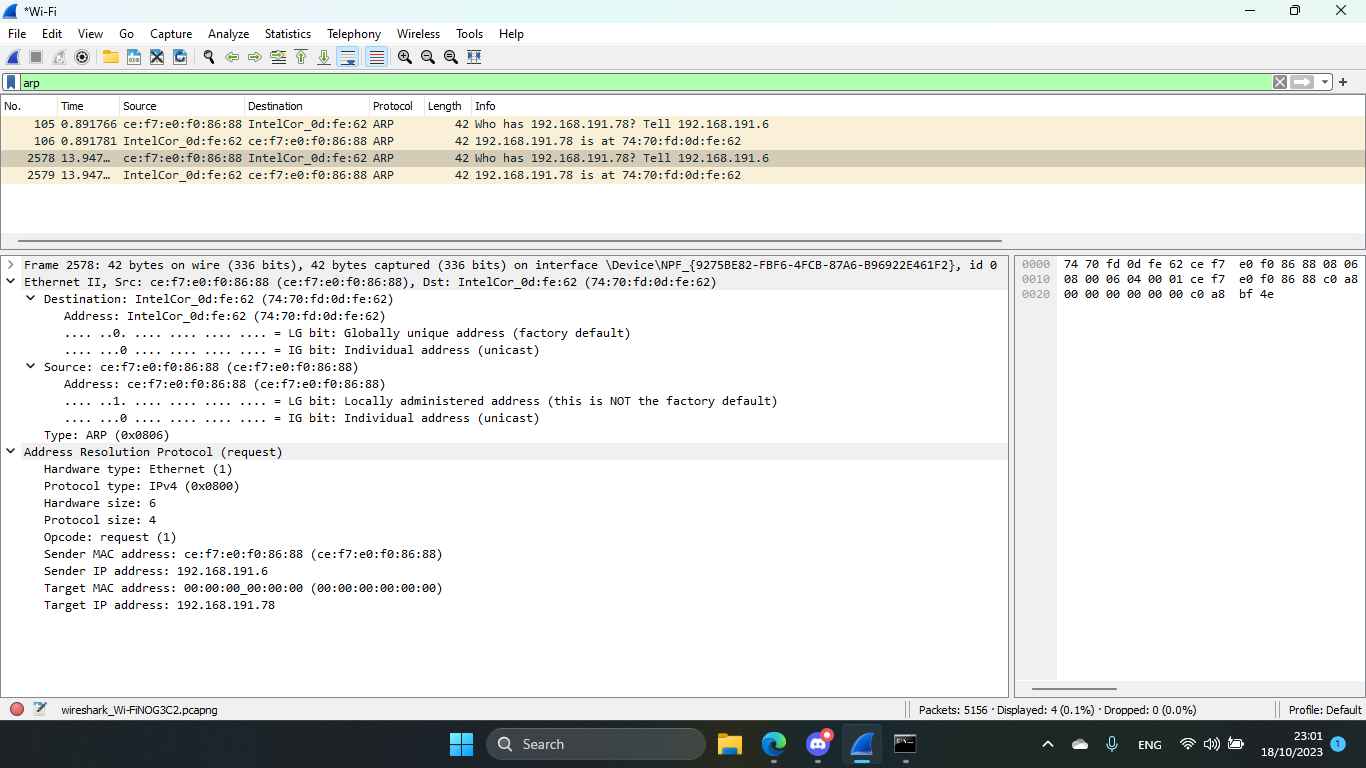 *Wi-Fi
File Edit View Go Capture Analyze Statistics Telephony Wireless Tools Help
arp
No. Time Source Destination Protocol Length Info
105 0.891766 ce:f7:e0:f0:86:88 IntelCor_0d:fe:62 ARP 42 Who has 192.168.191.78? Tell 192.168.191.6
106 0.891781 IntelCor_0d:fe:62 ce:f7:e0:f0:86:88 ARP 42 192.168.191.78 is at 74:70:fd:0d:fe:62
2578 13.947… ce:f7:e0:f0:86:88 IntelCor_0d:fe:62 ARP 42 Who has 192.168.191.78? Tell 192.168.191.6
2579 13.947… IntelCor_0d:fe:62 ce:f7:e0:f0:86:88 ARP 42 192.168.191.78 is at 74:70:fd:0d:fe:62
Frame 2578: 42 bytes on wire (336 bits), 42 bytes captured (336 bits) on interface \Device\NPF_{9275BE82-FBF6-4FCB-87A6-B96922E461F2}, id 0
Ethernet II, Src: ce:f7:e0:f0:86:88 (ce:f7:e0:f0:86:88), Dst: IntelCor_0d:fe:62 (74:70:fd:0d:fe:62)
Destination: IntelCor_0d:fe:62 (74:70:fd:0d:fe:62)
Address: IntelCor_0d:fe:62 (74:70:fd:0d:fe:62)
.... ..0. .... .... .... .... = LG bit: Globally unique address (factory default)
.... ...0 .... .... .... .... = IG bit: Individual address (unicast)
Source: ce:f7:e0:f0:86:88 (ce:f7:e0:f0:86:88)
Address: ce:f7:e0:f0:86:88 (ce:f7:e0:f0:86:88)
.... ..1. .... .... .... .... = LG bit: Locally administered address (this is NOT the factory default)
.... ...0 .... .... .... .... = IG bit: Individual address (unicast)
Type: ARP (0x0806)
Address Resolution Protocol (request)
Hardware type: Ethernet (1)
Protocol type: IPv4 (0x0800)
Hardware size: 6
Protocol size: 4
Opcode: request (1)
Sender MAC address: ce:f7:e0:f0:86:88 (ce:f7:e0:f0:86:88)
Sender IP address: 192.168.191.6
Target MAC address: 00:00:00_00:00:00 (00:00:00:00:00:00)
Target IP address: 192.168.191.78
0000 74 70 fd 0d fe 62 ce f7 e0 f0 86 88 08 06
0010 08 00 06 04 00 01 ce f7 e0 f0 86 88 c0 a8
0020 00 00 00 00 00 00 c0 a8 bf 4e
wireshark_Wi-FiNOG3C2.pcapng
Packets: 5156 · Displayed: 4 (0.1%) · Dropped: 0 (0.0%)
Profile: Default
Search
ENG
23:01
18/10/2023
1